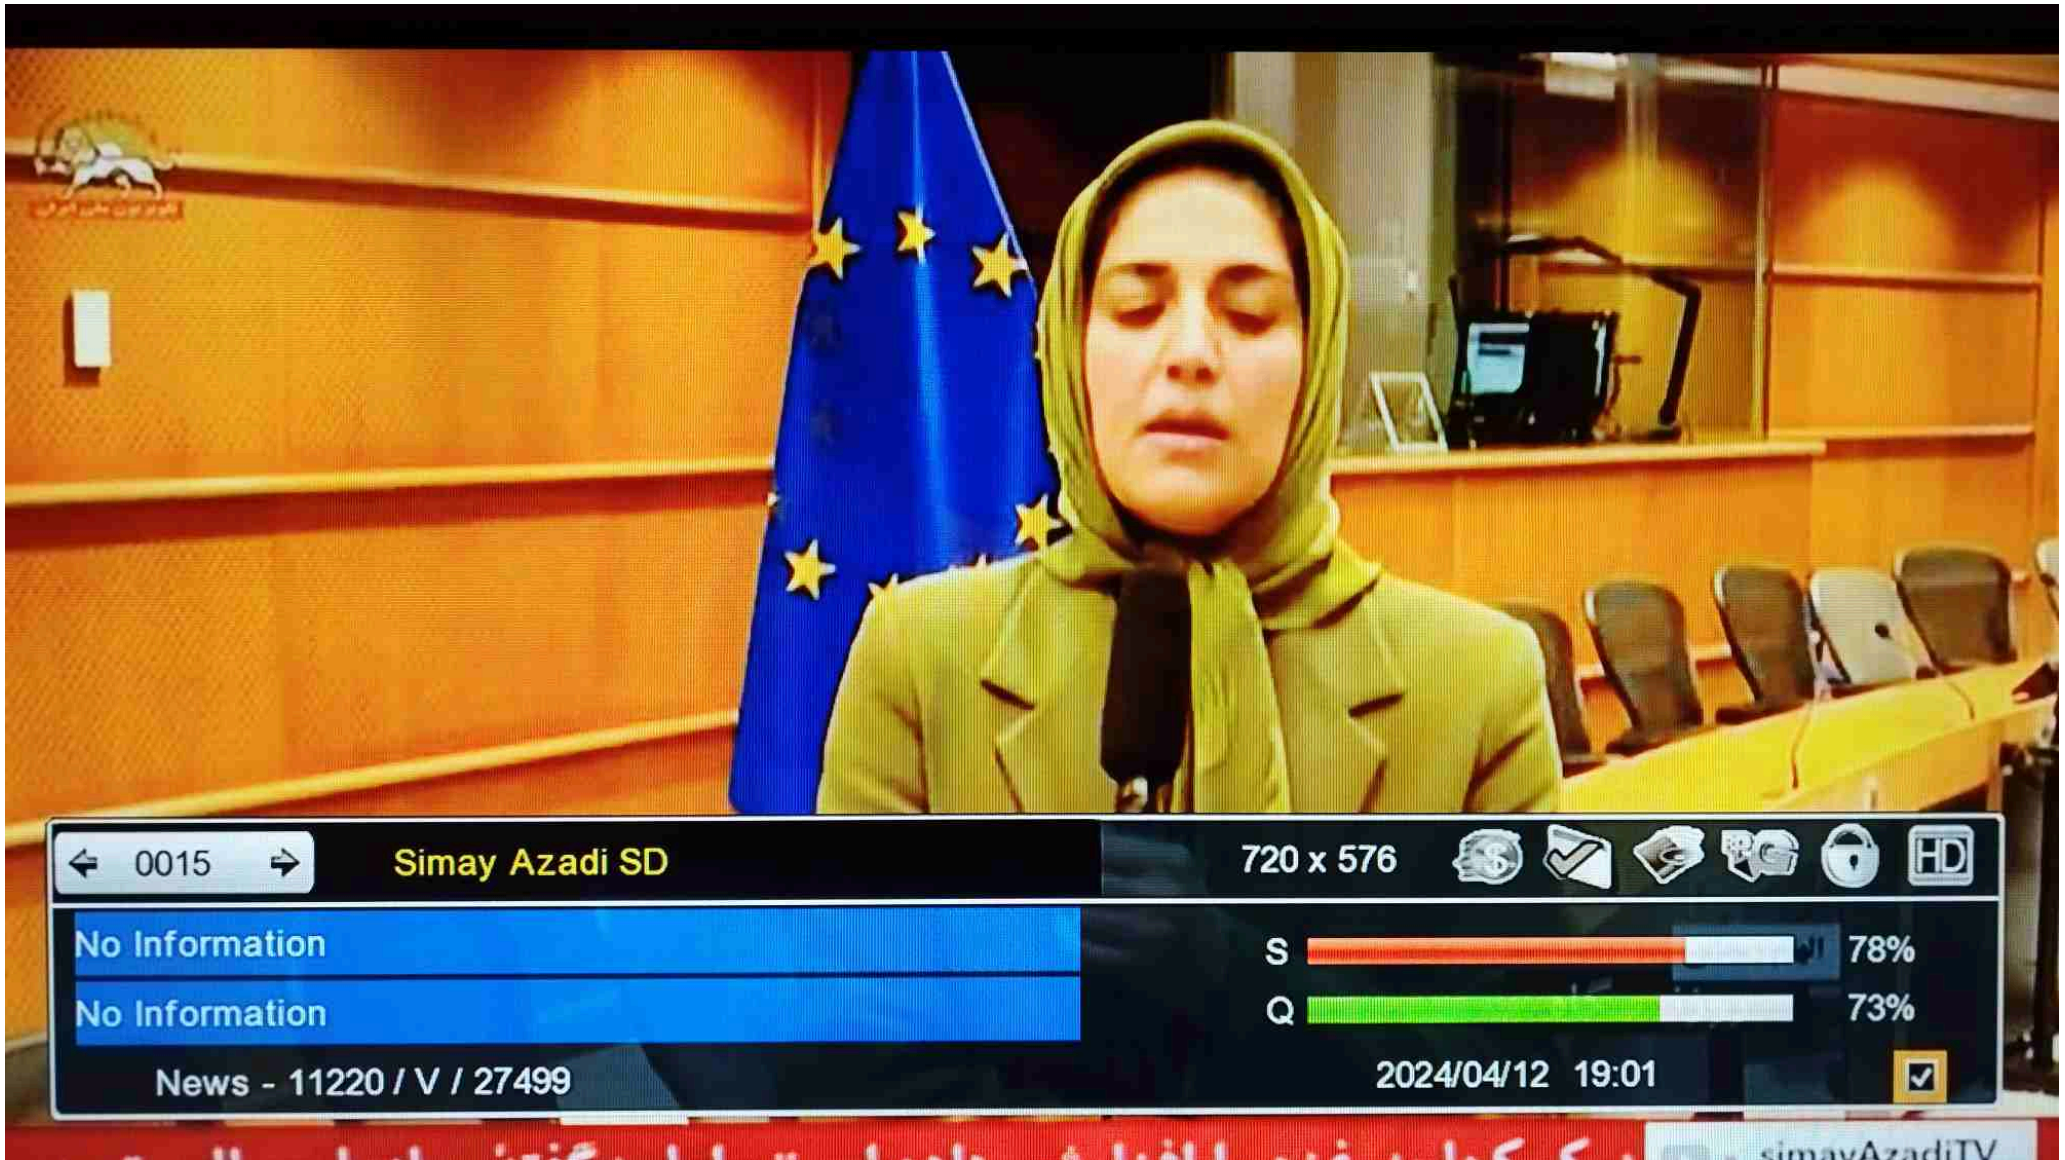 0015
Simay Azadi SD
720 x 576
HD
No Information
S
78%
No Information
Q
73%
News - 11220 / V / 27499
2024/04/12 19:01
simayAzadiTV